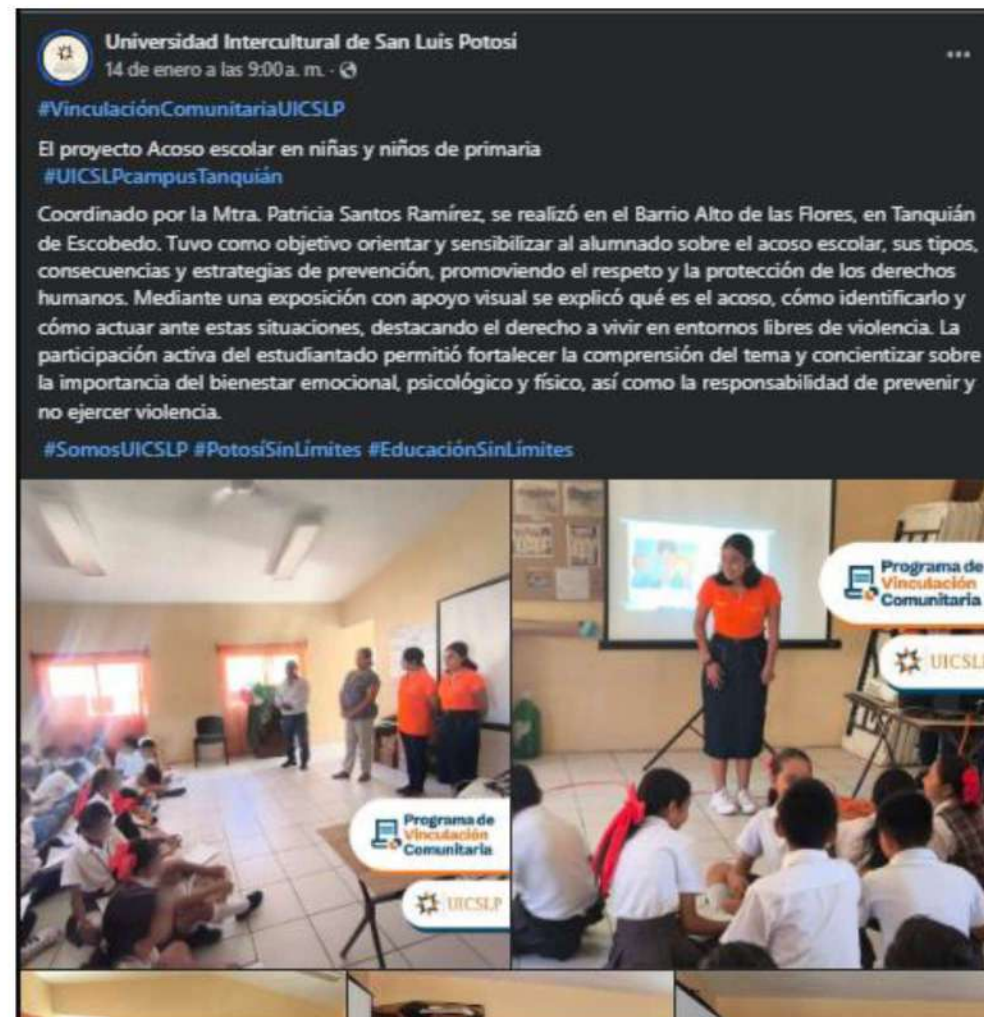 Universidad Intercultural de San Luis Potosí
14 de enero a las 9:00 a. m. ·
#VinculaciónComunitariaUICSLP
El proyecto Acoso escolar en niñas y niños de primaria
#UICSLPcampusTanquián
Coordinado por la Mtra. Patricia Santos Ramírez, se realizó en el Barrio Alto de las Flores, en Tanquián
de Escobedo. Tuvo como objetivo orientar y sensibilizar al alumnado sobre el acoso escolar, sus tipos,
consecuencias y estrategias de prevención, promoviendo el respeto y la protección de los derechos
humanos. Mediante una exposición con apoyo visual se explicó qué es el acoso, cómo identificarlo y
cómo actuar ante estas situaciones, destacando el derecho a vivir en entornos libres de violencia. La
participación activa del estudiantado permitió fortalecer la comprensión del tema y concientizar sobre
la importancia del bienestar emocional, psicológico y físico, así como la responsabilidad de prevenir y
no ejercer violencia.
#SomosUICSLP #PotosíSinLímites #EducaciónSinLímites
Programa de
Vinculación
Comunitaria
UICSLP
Programa de
Vinculación
Comunitaria
UICSL